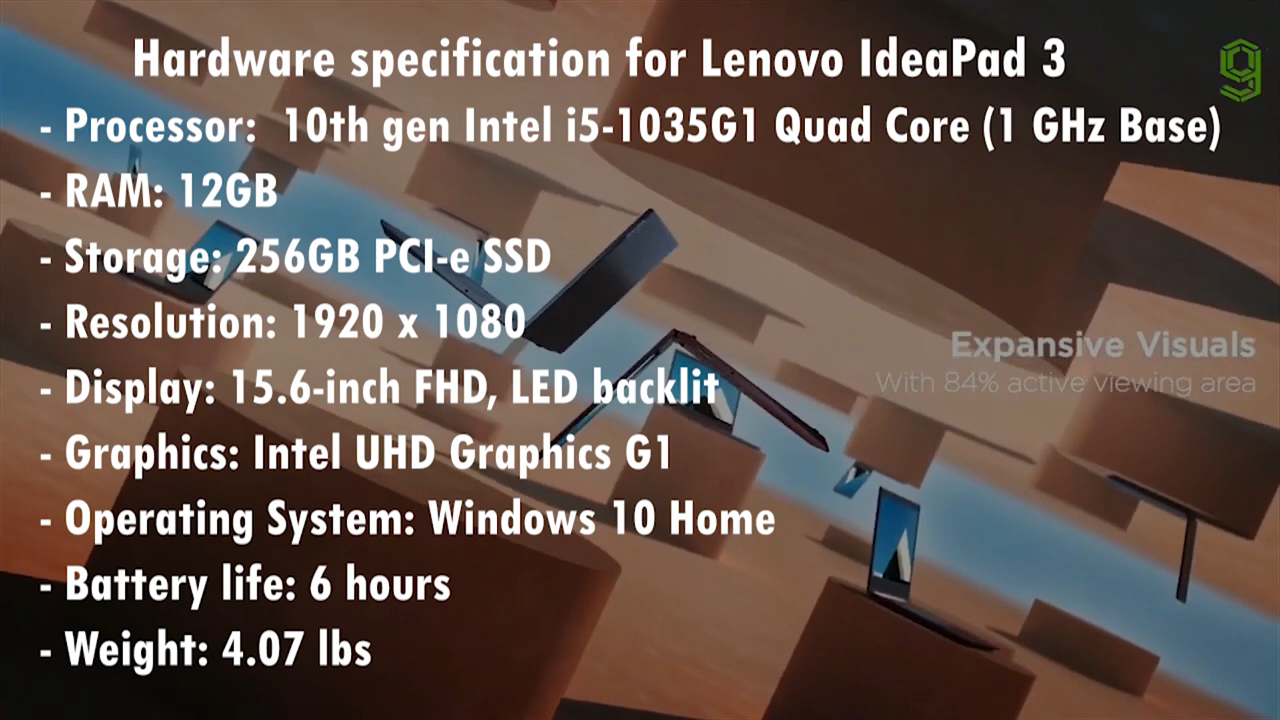 Hardware specification for Lenovo IdeaPad 3
- Processor: 10th gen Intel i5-1035G1 Quad Core (1 GHz Base)
- RAM: 12GB
- Storage: 256GB PCI-e SSD
- Resolution: 1920 x 1080
Expansive Visuals
With 84% active viewing area
- Display: 15.6-inch FHD, LED backlit
- Graphics: Intel UHD Graphics G1
- Operating System: Windows 10 Home
- Battery life: 6 hours
- Weight: 4.07 lbs